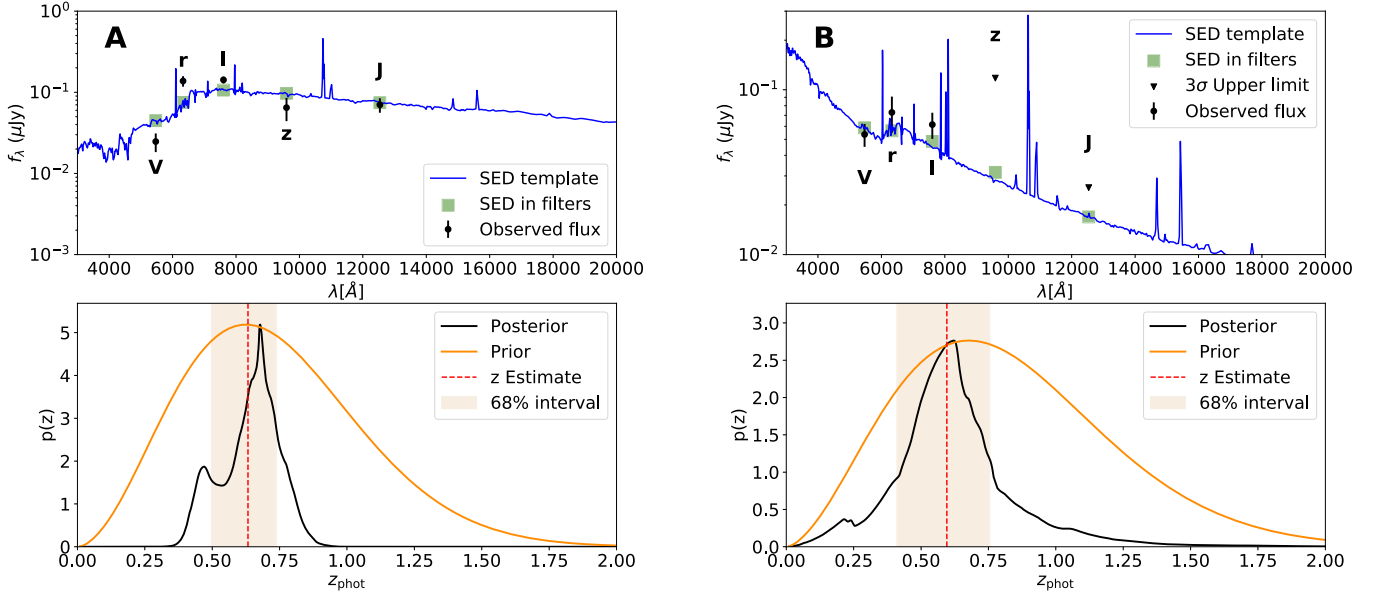 A
r
I
J
V
z
SED template
SED in filters
Observed flux
10⁰
10⁻¹
10⁻²
10⁻³
f_λ (μJy)
4000 6000 8000 10000 12000 14000 16000 18000 20000
λ[Å]
B
z
r
I
J
V
SED template
SED in filters
3σ Upper limit
Observed flux
10⁻¹
10⁻²
f_λ (μJy)
4000 6000 8000 10000 12000 14000 16000 18000 20000
λ[Å]
Posterior
Prior
z Estimate
68% interval
5
4
3
2
1
0
p(z)
0.00 0.25 0.50 0.75 1.00 1.25 1.50 1.75 2.00
z_phot
Posterior
Prior
z Estimate
68% interval
3.0
2.5
2.0
1.5
1.0
0.5
0.0
p(z)
0.00 0.25 0.50 0.75 1.00 1.25 1.50 1.75 2.00
z_phot